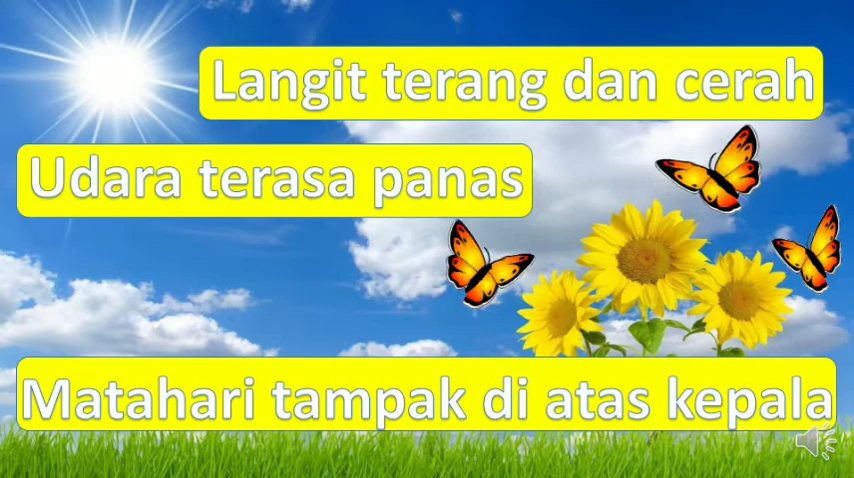 Langit terang dan cerah
Udara terasa panas
Matahari tampak di atas kepala